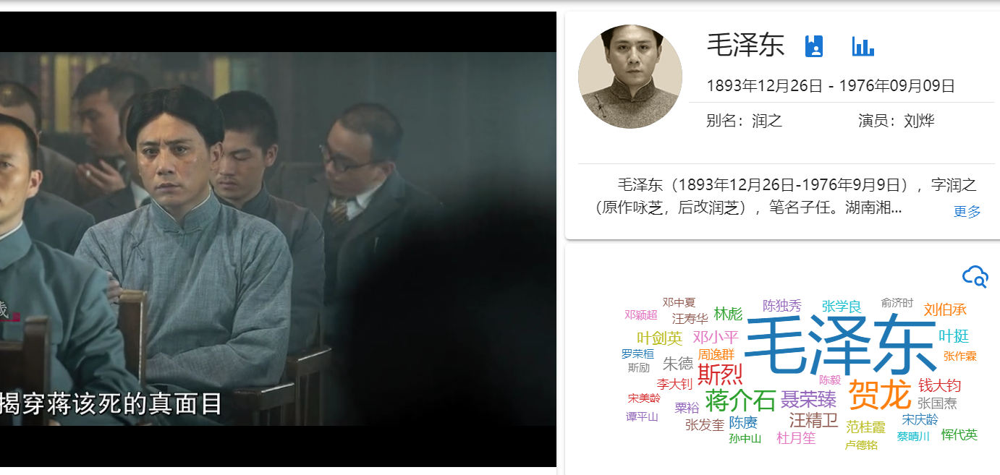 毛泽东
1893年12月26日 - 1976年09月09日
别名：润之 演员：刘烨
毛泽东（1893年12月26日-1976年9月9日），字润之
（原作咏芝，后改润芝），笔名子任。湖南湘...
更多
揭穿蒋该死的真面目
邓中夏 陈独秀 张学良 俞济时
邓颖超 汪寿华 林彪 刘伯承
叶剑英 邓小平 毛泽东 叶挺
罗荣桓 周逸群 张作霖
斯励 朱德 斯烈
李大钊 陈毅 贺龙 钱大钧
宋美龄 粟裕 蒋介石 聂荣臻 张国焘
谭平山 张发奎 陈赓 汪精卫 范桂霞 宋庆龄
孙中山 杜月笙 卢德铭 蔡晴川 恽代英